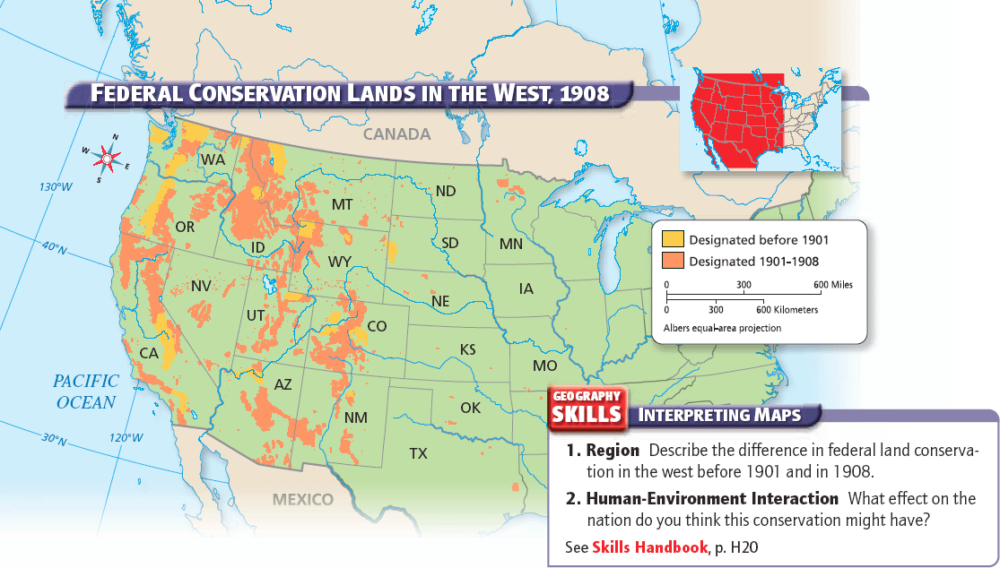 FEDERAL CONSERVATION LANDS IN THE WEST, 1908
CANADA
N
W
E
S
130°W
40°N
30°N
120°W
PACIFIC
OCEAN
WA
OR
ID
MT
ND
SD
MN
WY
NV
UT
CO
NE
IA
CA
KS
MO
AZ
NM
OK
TX
MEXICO
Designated before 1901
Designated 1901–1908
0 300 600 Miles
0 300 600 Kilometers
Albers equal-area projection
GEOGRAPHY
SKILLS INTERPRETING MAPS
1. Region Describe the difference in federal land conserva-
tion in the west before 1901 and in 1908.
2. Human-Environment Interaction What effect on the
nation do you think this conservation might have?
See Skills Handbook, p. H20